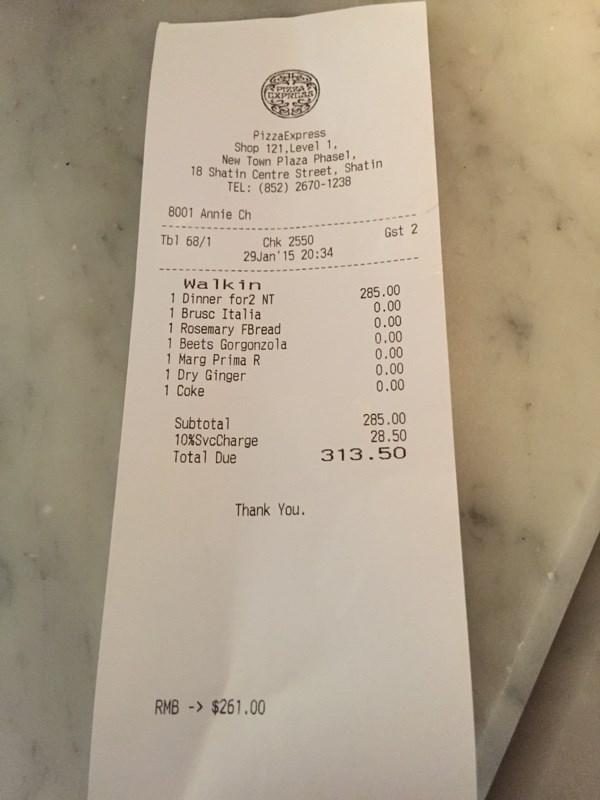 PIZZA
EXPRESS
PizzaExpress
Shop 121,Level 1,
New Town Plaza Phase1,
18 Shatin Centre Street, Shatin
TEL: (852) 2670-1238
8001 Annie Ch
Tbl 68/1 Chk 2550 Gst 2
29Jan'15 20:34
Walkin
1 Dinner for2 NT 285.00
1 Brusc Italia 0.00
1 Rosemary FBread 0.00
1 Beets Gorgonzola 0.00
1 Marg Prima R 0.00
1 Dry Ginger 0.00
1 Coke 0.00
Subtotal 285.00
10%SvcCharge 28.50
Total Due 313.50
Thank You.
RMB -> $261.00